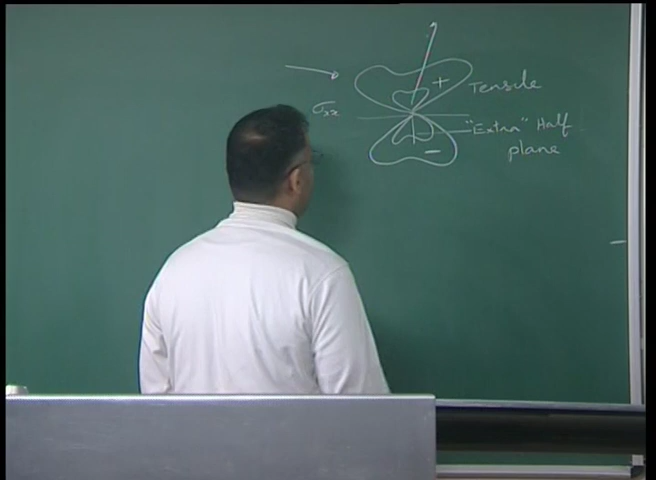 +
Tensile
σxx
"Extra" Half
plane
−